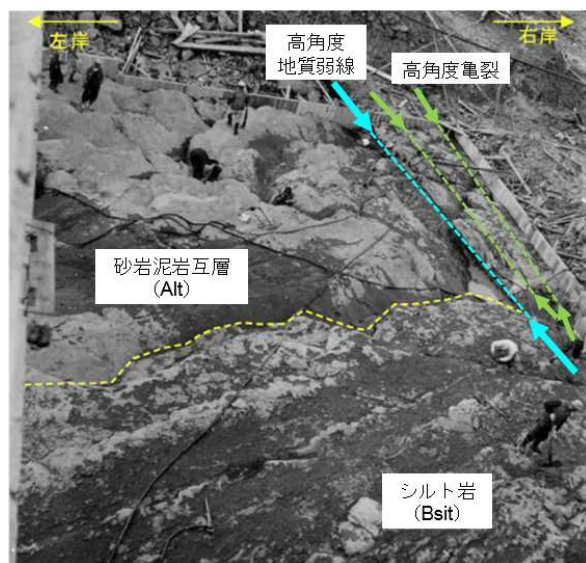 左岸
右岸
高角度
地質弱線
高角度亀裂
砂岩泥岩互層
(Alt)
シルト岩
(Bsit)